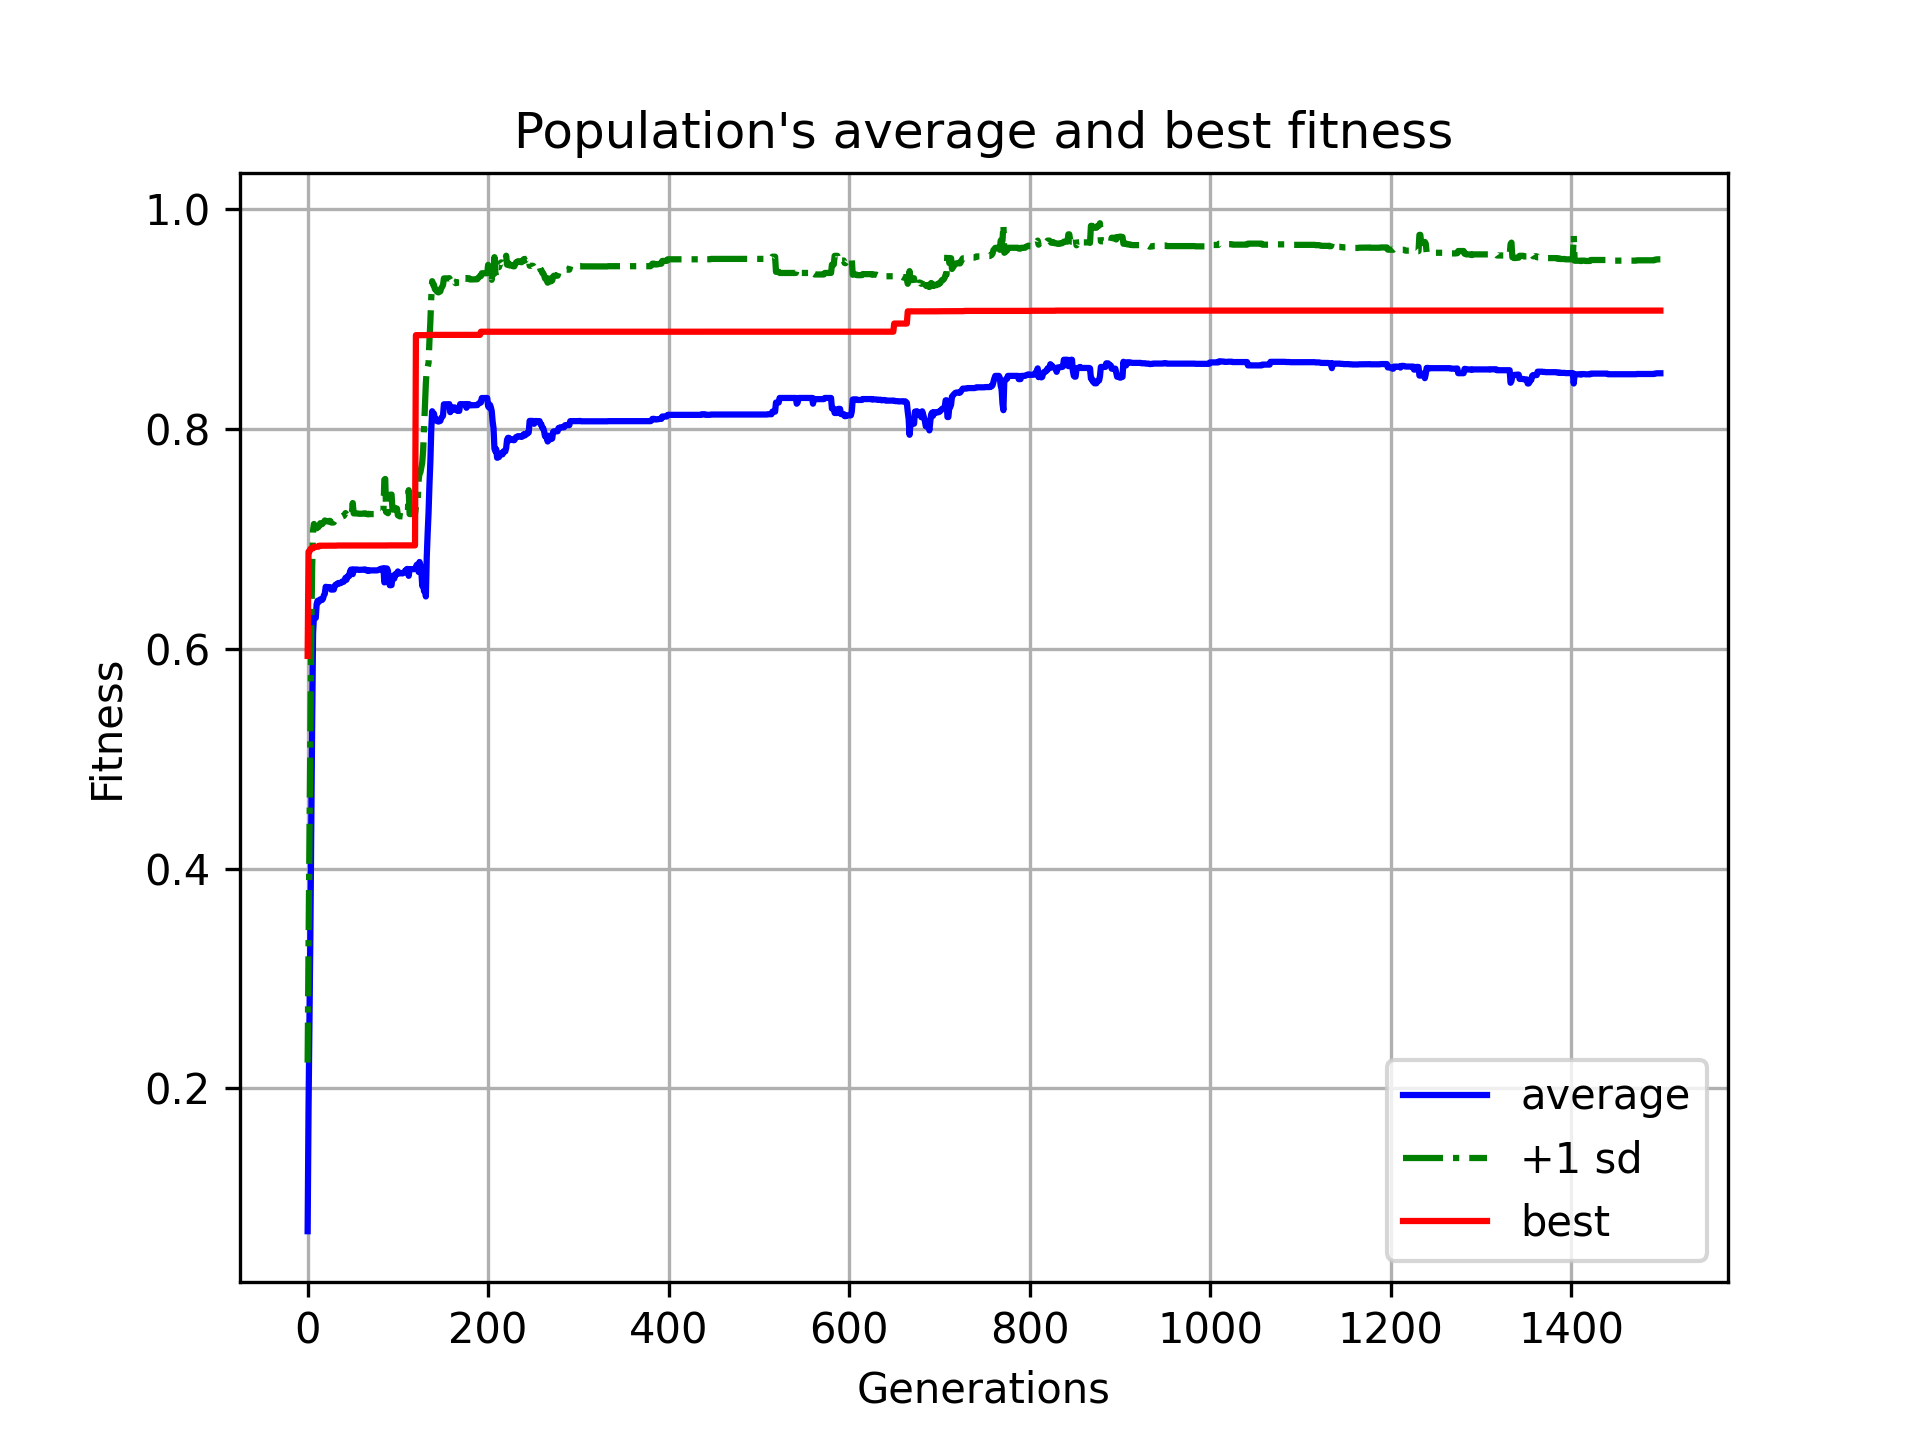 Population's average and best fitness
1.0
0.8
0.6
0.4
0.2
Fitness
0 200 400 600 800 1000 1200 1400
Generations
average
+1 sd
best